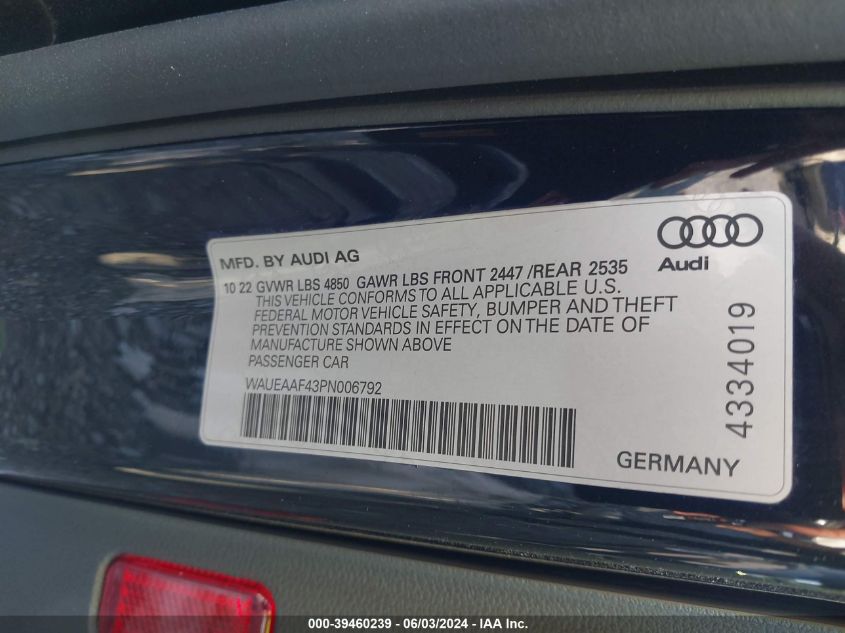 MFD. BY AUDI AG
10 22 GVWR LBS 4850 GAWR LBS FRONT 2447 /REAR 2535
THIS VEHICLE CONFORMS TO ALL APPLICABLE U.S.
FEDERAL MOTOR VEHICLE SAFETY, BUMPER AND THEFT
PREVENTION STANDARDS IN EFFECT ON THE DATE OF
MANUFACTURE SHOWN ABOVE
PASSENGER CAR
WAUEAAF43PN006792
Audi
4334019
GERMANY
000-39460239 - 06/03/2024 - IAA Inc.